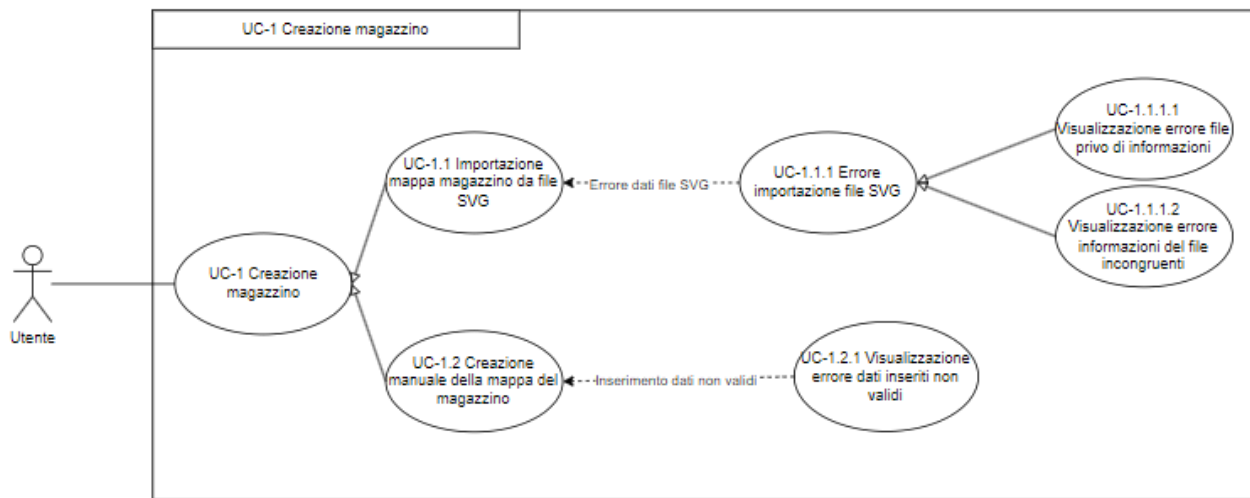 UC-1 Creazione magazzino
UC-1.1.1.1
Visualizzazione errore file
privo di informazioni
UC-1.1 Importazione
mappa magazzino da file
SVG
Errore dati file SVG
UC-1.1.1 Errore
importazione file SVG
UC-1.1.1.2
Visualizzazione errore
informazioni del file
incongruenti
UC-1 Creazione
magazzino
Utente
UC-1.2 Creazione
manuale della mappa del
magazzino
Inserimento dati non validi
UC-1.2.1 Visualizzazione
errore dati inseriti non
validi